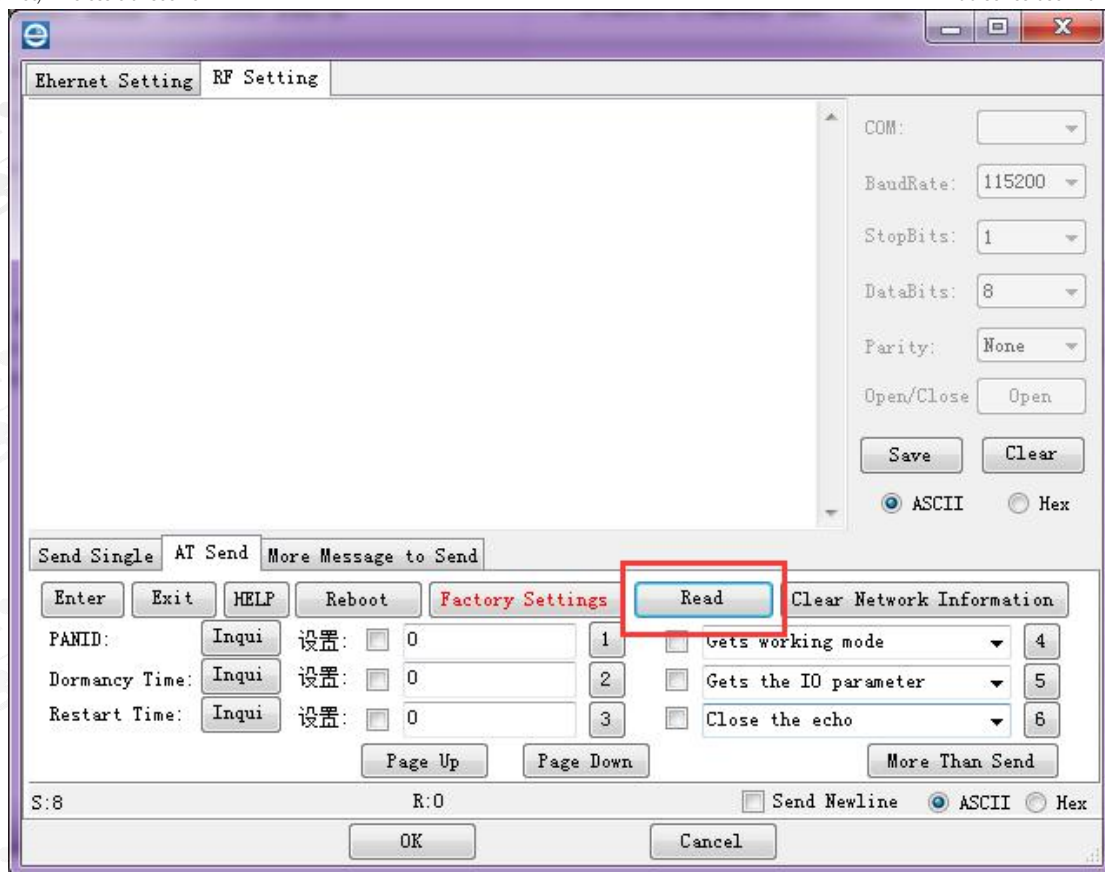 Ehernet Setting RF Setting
COM:
BaudRate: 115200
StopBits: 1
DataBits: 8
Parity: None
Open/Close Open
Save Clear
ASCII Hex
Send Single AT Send More Message to Send
Enter Exit HELP Reboot Factory Settings Read Clear Network Information
PANID: Inqui 设置: 0 1 Gets working mode 4
Dormancy Time: Inqui 设置: 0 2 Gets the IO parameter 5
Restart Time: Inqui 设置: 0 3 Close the echo 6
Page Up Page Down More Than Send
S:8 R:0 Send Newline ASCII Hex
OK Cancel